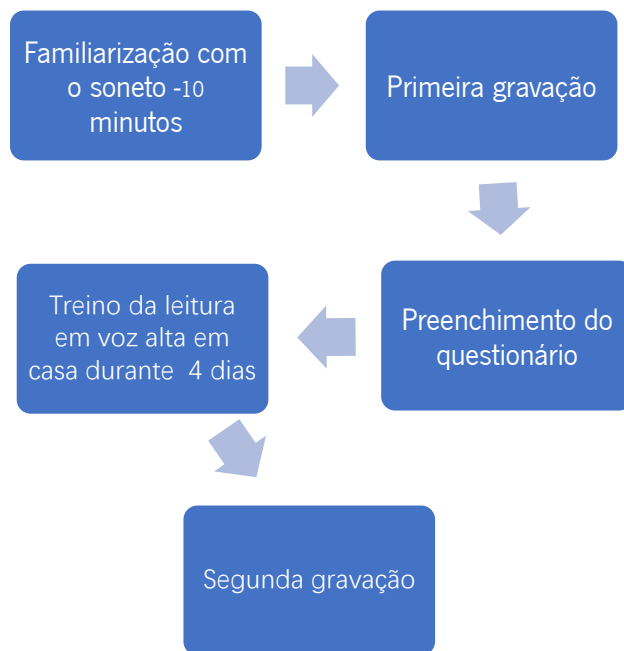 Familiarização com
o soneto -10
minutos
Primeira gravação
Preenchimento do
questionário
Treino da leitura
em voz alta em
casa durante 4 dias
Segunda gravação